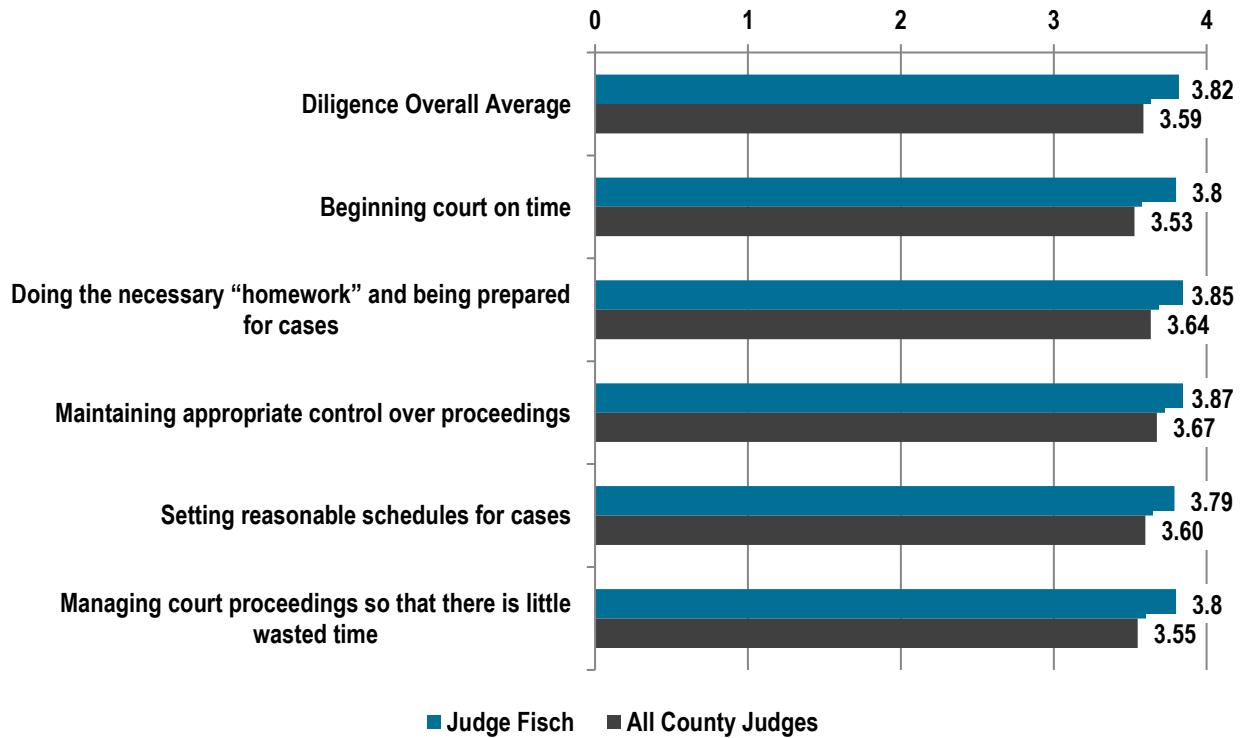 0 1 2 3 4
Diligence Overall Average
3.82
3.59
Beginning court on time
3.8
3.53
Doing the necessary “homework” and being prepared
for cases
3.85
3.64
Maintaining appropriate control over proceedings
3.87
3.67
Setting reasonable schedules for cases
3.79
3.60
Managing court proceedings so that there is little
wasted time
3.8
3.55
Judge Fisch All County Judges